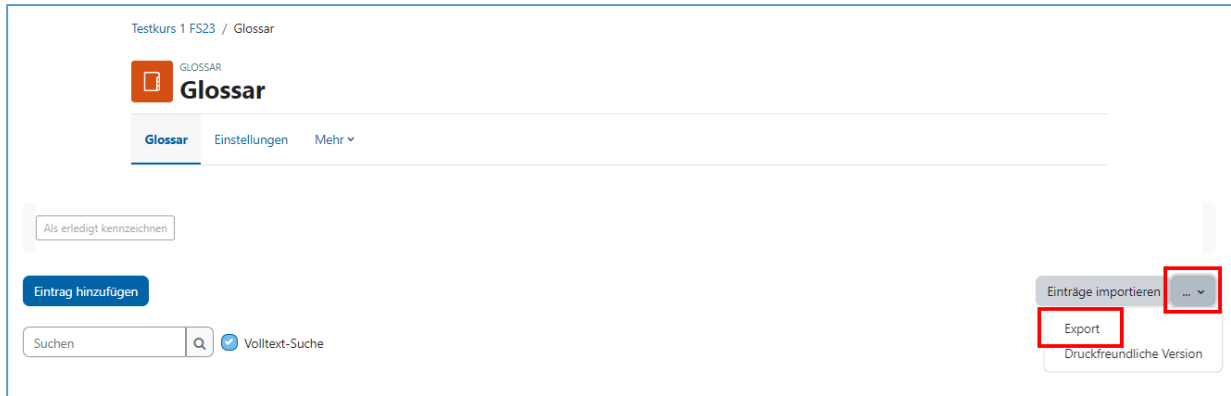 Testkurs 1 FS23 / Glossar
GLOSSAR
Glossar
Glossar Einstellungen Mehr
Als erledigt kennzeichnen
Eintrag hinzufügen
Einträge importieren ...
Export
Druckfreundliche Version
Suchen Volltext-Suche